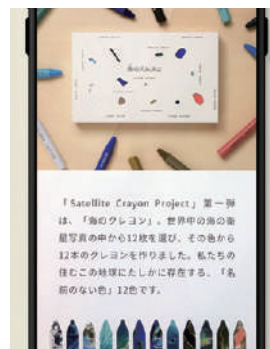 「Satellite Crayon Project」第一弾
は、「海のクレヨン」。世界中の海の衛
星写真の中から12枚を選び、その色から
12本のクレヨンを作りました。私たちの
住むこの地球にたしかに存在する、「名
前のない色」12色です。